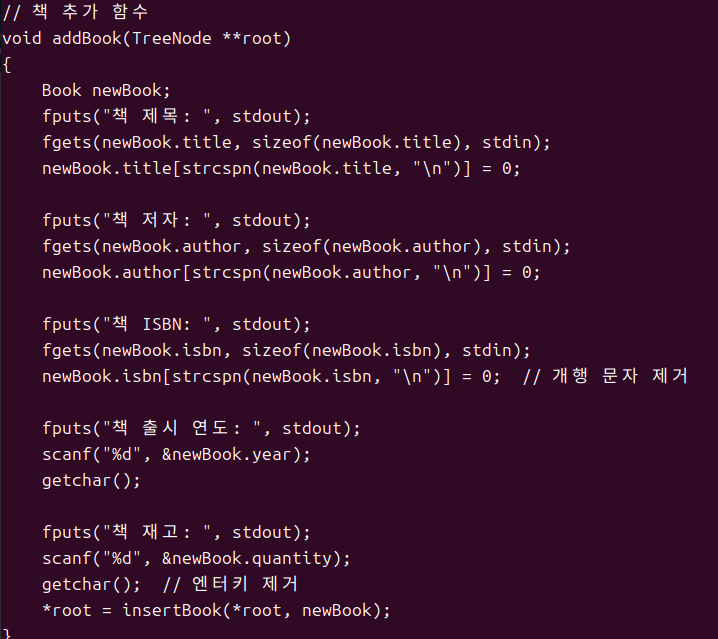 // 책 추가 함수
void addBook(TreeNode **root)
{
    Book newBook;
    fputs("책 제목: ", stdout);
    fgets(newBook.title, sizeof(newBook.title), stdin);
    newBook.title[strcspn(newBook.title, "\n")] = 0;

    fputs("책 저자: ", stdout);
    fgets(newBook.author, sizeof(newBook.author), stdin);
    newBook.author[strcspn(newBook.author, "\n")] = 0;

    fputs("책 ISBN: ", stdout);
    fgets(newBook.isbn, sizeof(newBook.isbn), stdin);
    newBook.isbn[strcspn(newBook.isbn, "\n")] = 0;  // 개행 문자 제거

    fputs("책 출시 연도: ", stdout);
    scanf("%d", &newBook.year);
    getchar();

    fputs("책 재고: ", stdout);
    scanf("%d", &newBook.quantity);
    getchar();  // 엔터키 제거
    *root = insertBook(*root, newBook);
}